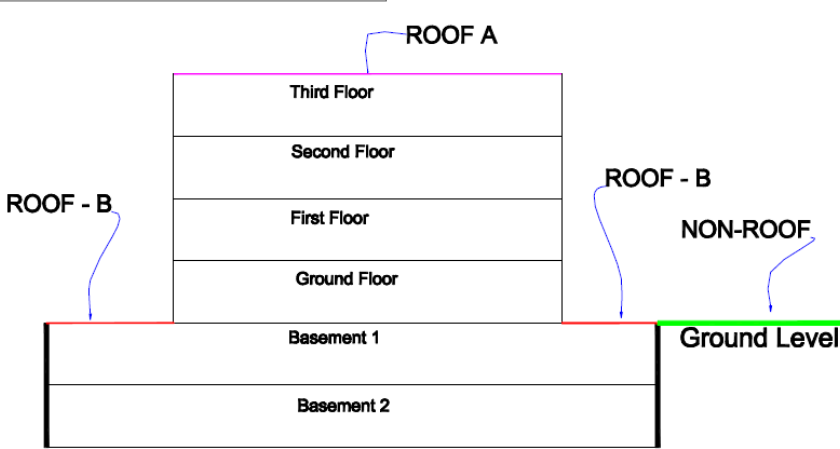 ROOF A
Third Floor
Second Floor
ROOF - B
ROOF - B
First Floor
NON-ROOF
Ground Floor
Basement 1
Ground Level
Basement 2